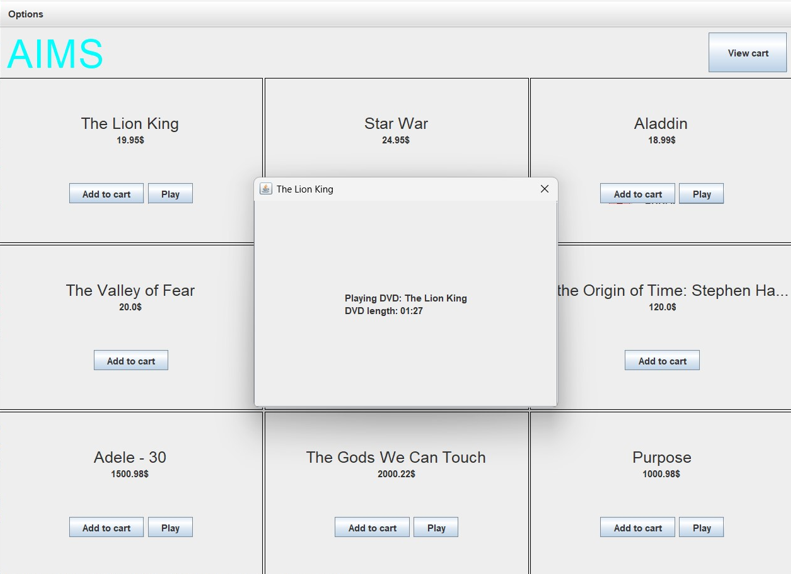 Options
AIMS
View cart
The Lion King
19.95$
Add to cart
Play
Star War
24.95$
Aladdin
18.99$
Add to cart
Play
The Lion King
Playing DVD: The Lion King
DVD length: 01:27
The Valley of Fear
20.0$
Add to cart
the Origin of Time: Stephen Ha...
120.0$
Add to cart
Adele - 30
1500.98$
Add to cart
Play
The Gods We Can Touch
2000.22$
Add to cart
Play
Purpose
1000.98$
Add to cart
Play